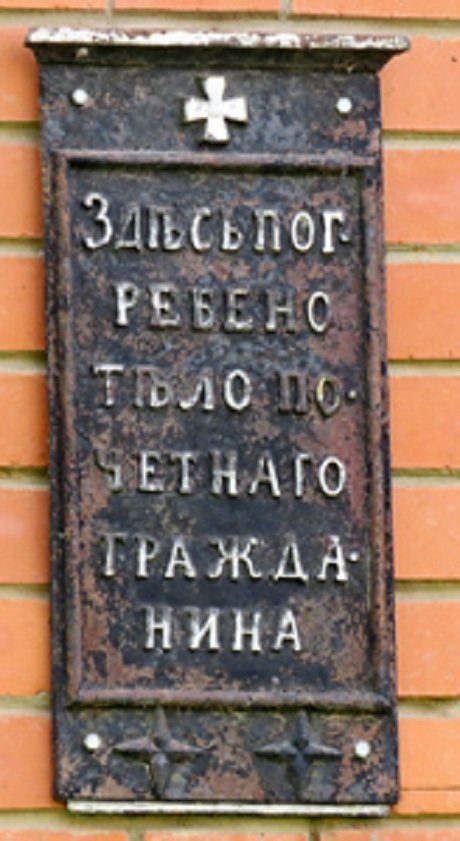 ЗДѢСЬ ПОГ-
РЕБЕНО
ТѢЛО ПО-
ЧЕТНАГО
ГРАЖДА-
НИНА